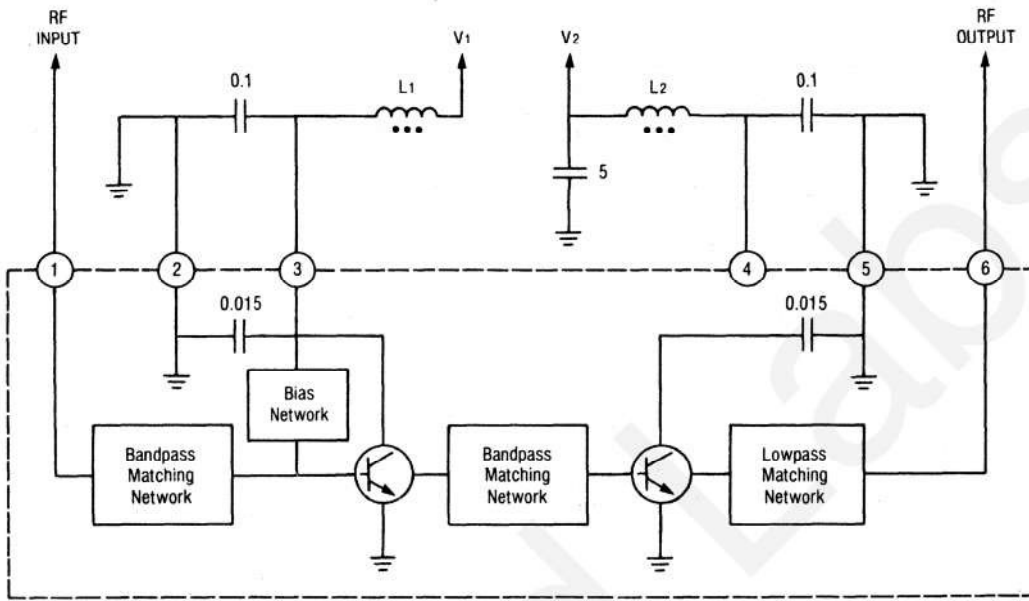 RF
INPUT
V1
V2
RF
OUTPUT
0.1
L1
L2
0.1
5
1
2
3
4
5
6
0.015
0.015
Bias
Network
Bandpass
Matching
Network
Bandpass
Matching
Network
Lowpass
Matching
Network